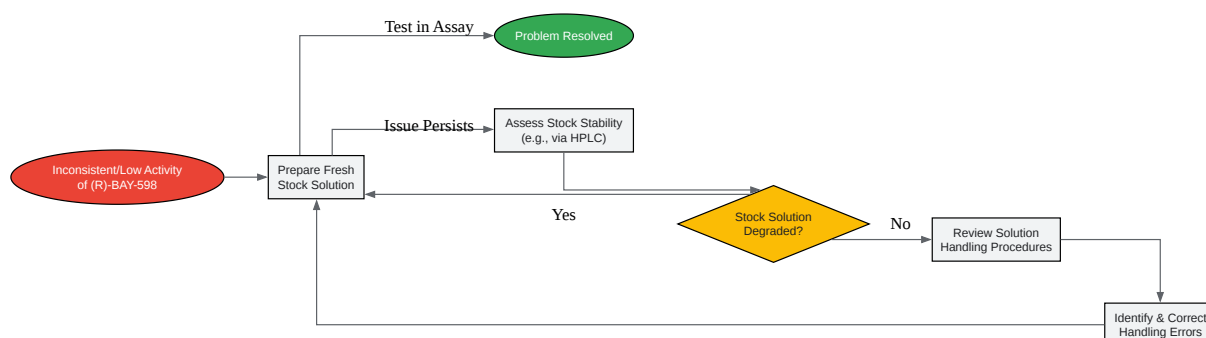 Test in Assay
Problem Resolved
Issue Persists
Assess Stock Stability
(e.g., via HPLC)
Inconsistent/Low Activity
of (R)-BAY-598
Prepare Fresh
Stock Solution
Yes
Stock Solution
Degraded?
No
Review Solution
Handling Procedures
Identify & Correct
Handling Errors